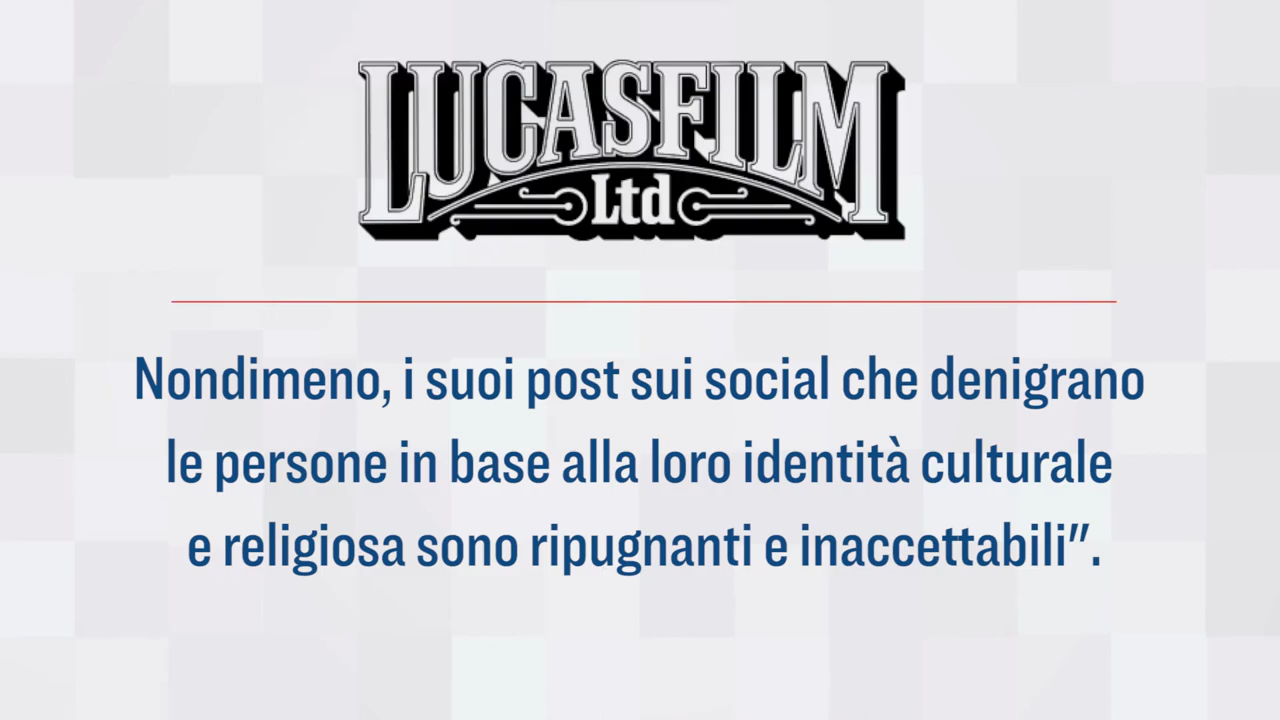 LUCASFILM
Ltd
Nondimeno, i suoi post sui social che denigrano
le persone in base alla loro identità culturale
e religiosa sono ripugnanti e inaccettabili”.